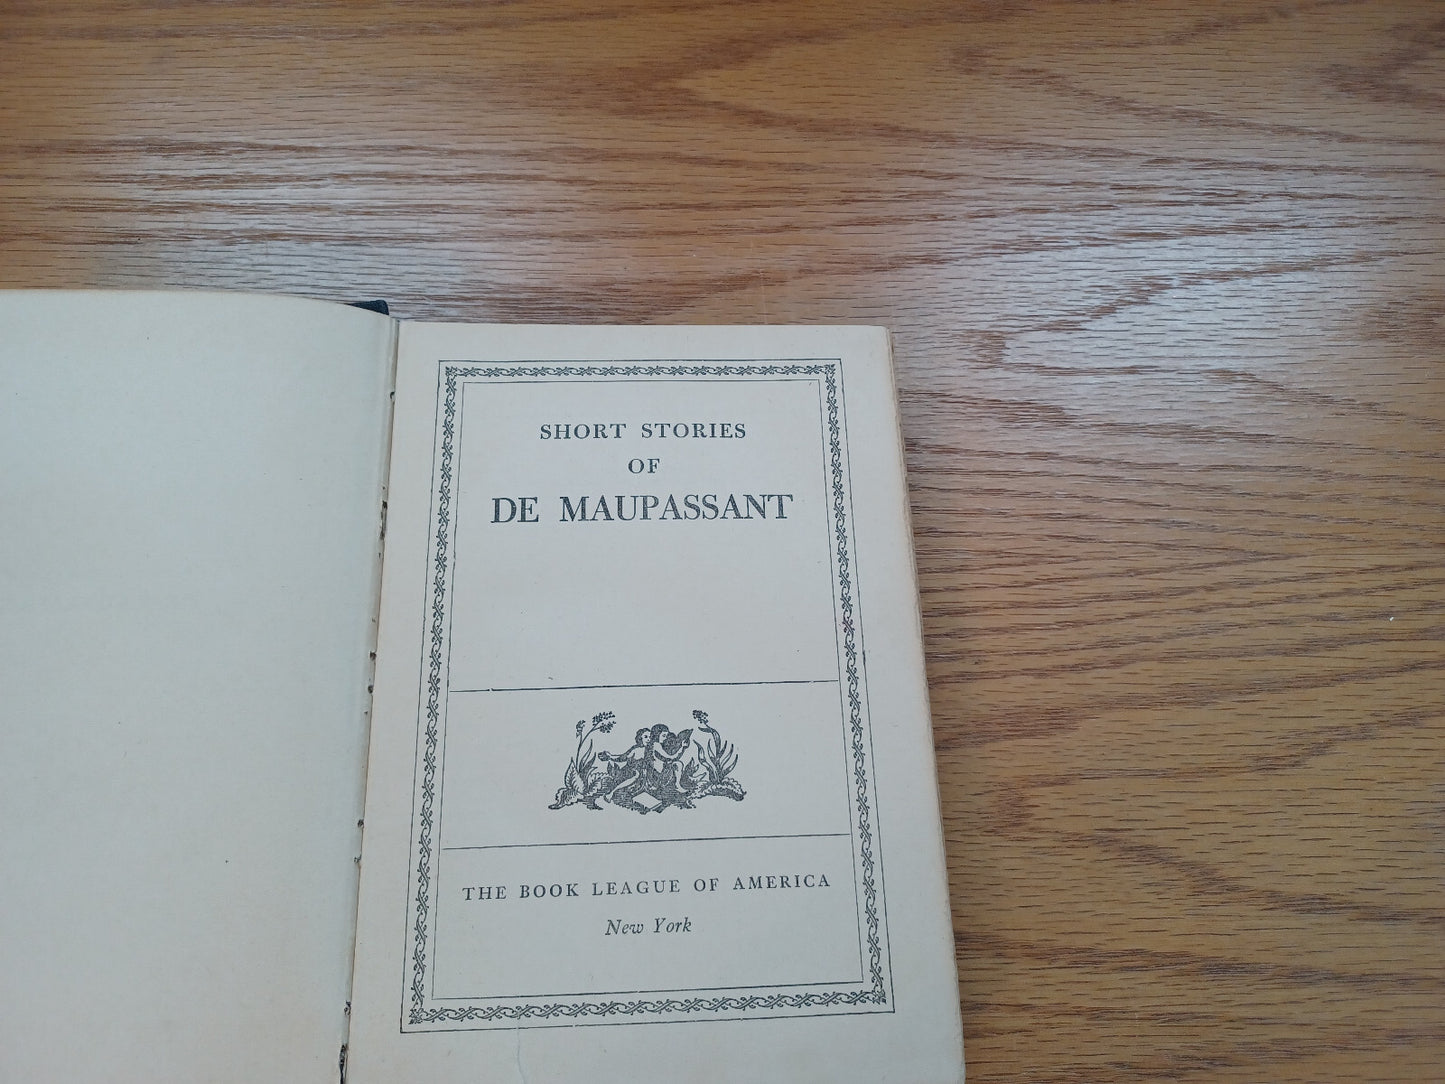 SHORT STORIES
OF
DE MAUPASSANT
THE BOOK LEAGUE OF AMERICA
New York